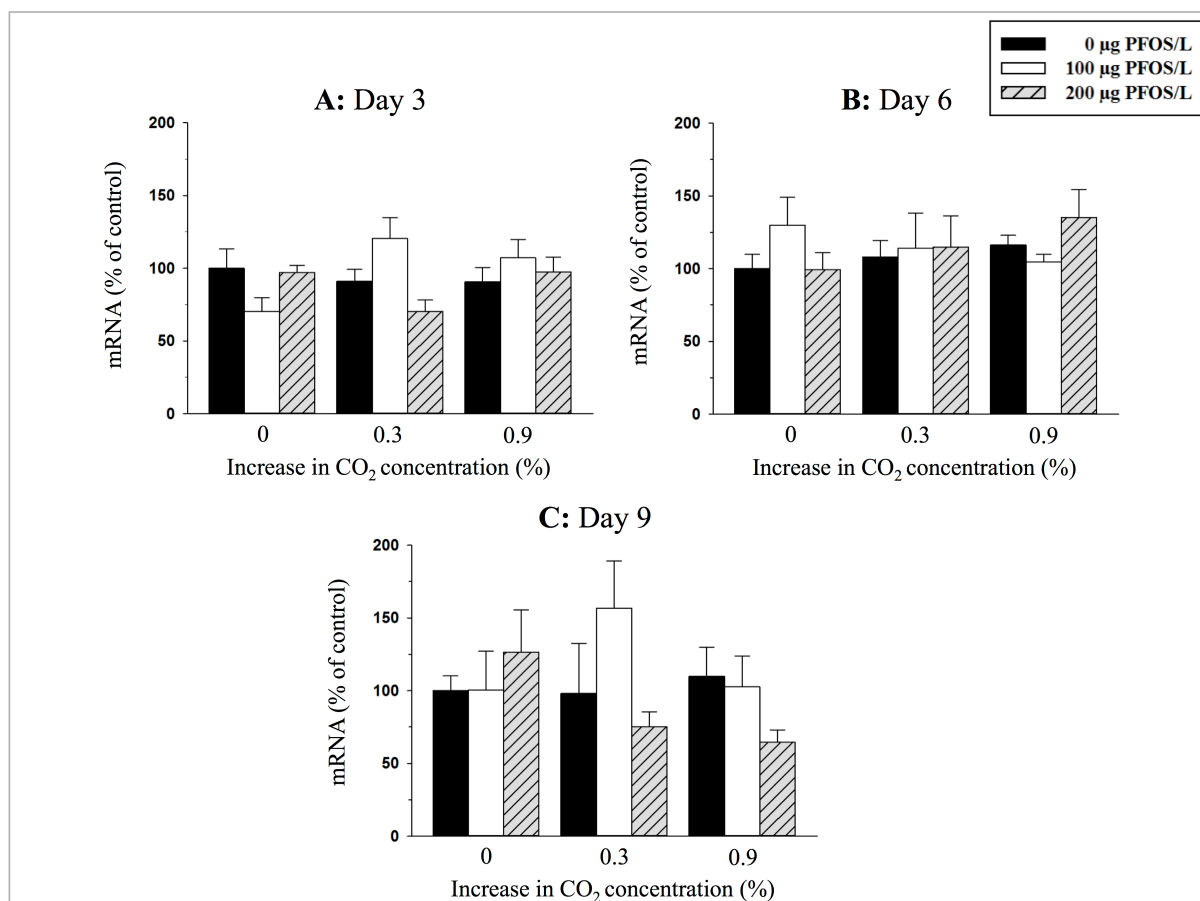 0 µg PFOS/L
100 µg PFOS/L
200 µg PFOS/L
A: Day 3
mRNA (% of control)
200
150
100
50
0
0 0.3 0.9
Increase in CO2 concentration (%)
B: Day 6
mRNA (% of control)
200
150
100
50
0
0 0.3 0.9
Increase in CO2 concentration (%)
C: Day 9
mRNA (% of control)
200
150
100
50
0
0 0.3 0.9
Increase in CO2 concentration (%)